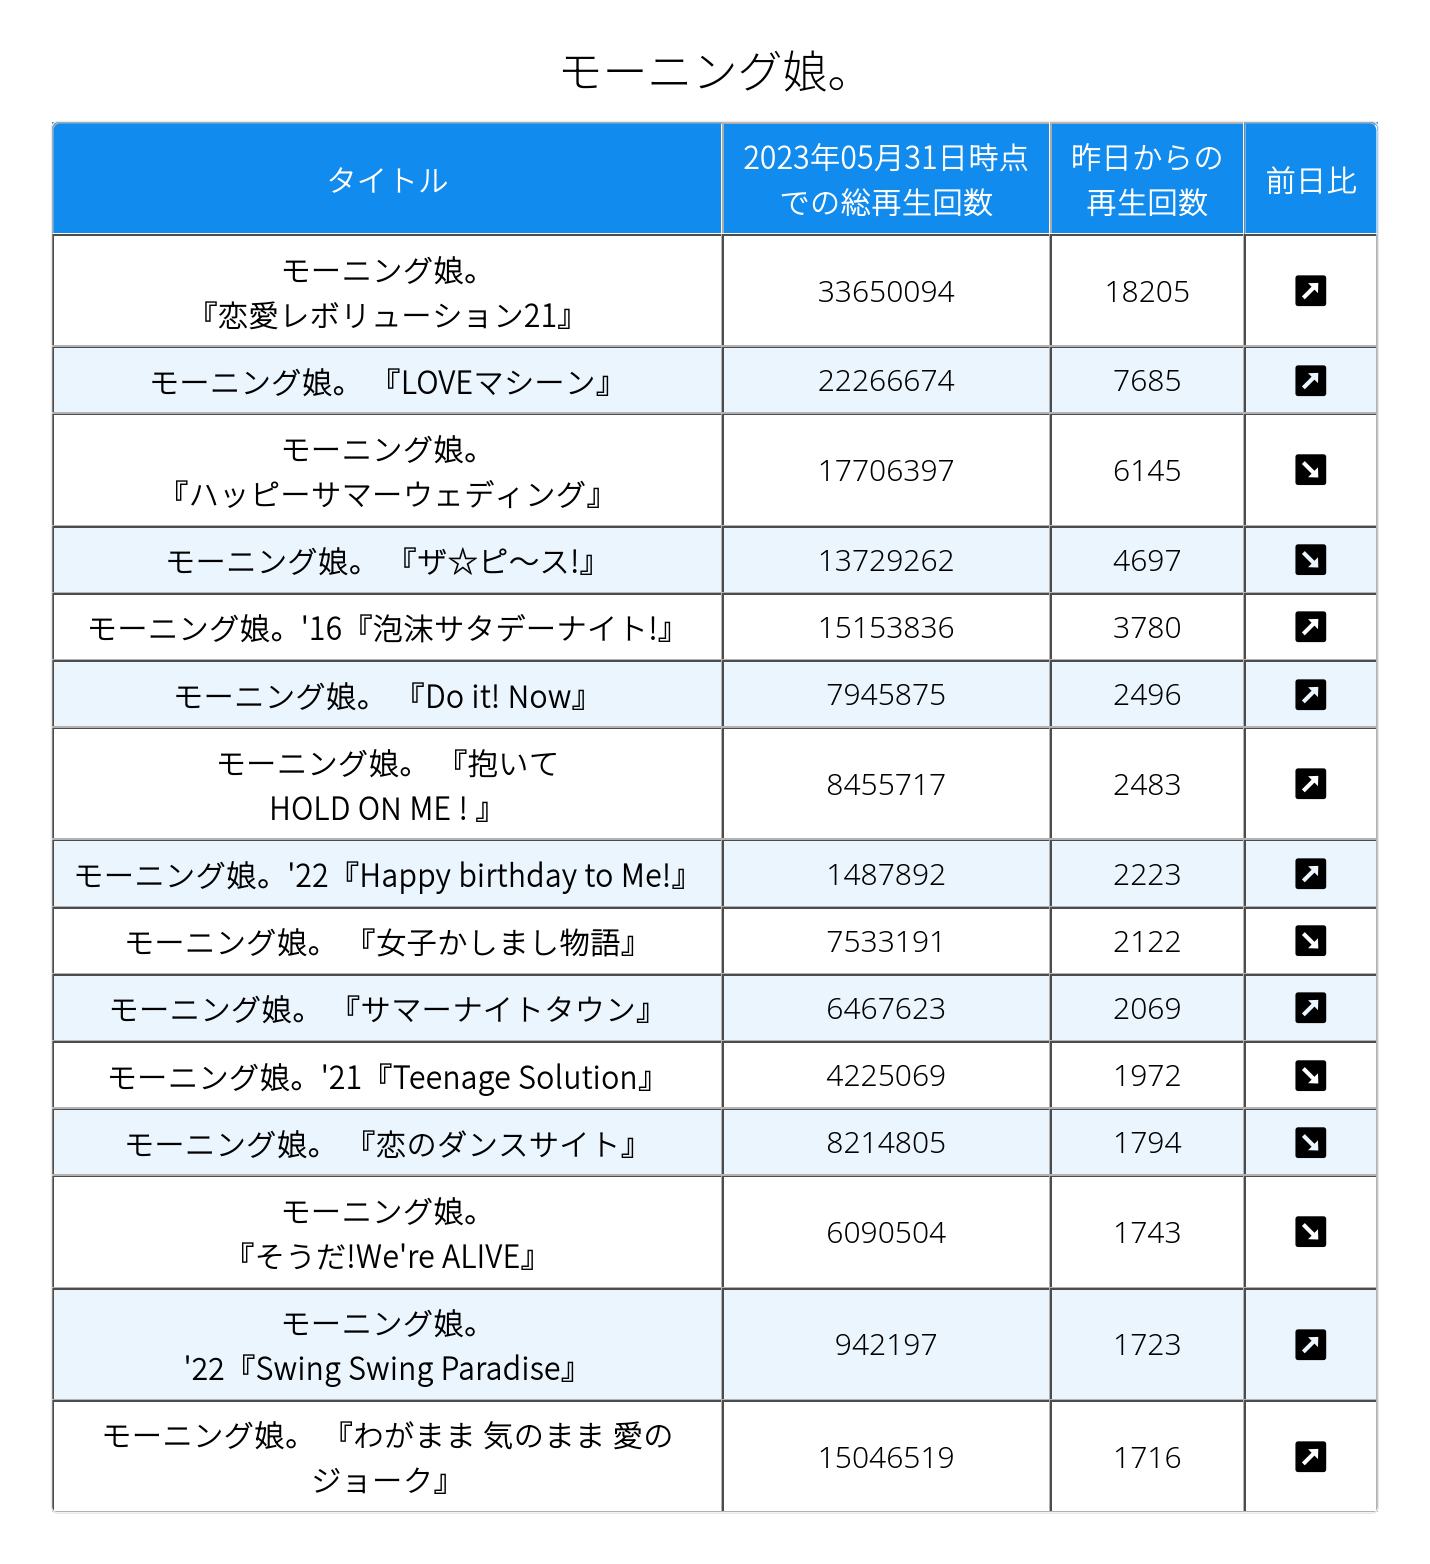 モーニング娘。
タイトル
2023年05月31日時点
での総再生回数
昨日からの
再生回数
前日比
モーニング娘。
『恋愛レボリューション21』
33650094
18205
モーニング娘。 『LOVEマシーン』
22266674
7685
モーニング娘。
『ハッピーサマーウェディング』
17706397
6145
モーニング娘。 『ザ☆ピ〜ス!』
13729262
4697
モーニング娘。'16『泡沫サタデーナイト!』
15153836
3780
モーニング娘。 『Do it! Now』
7945875
2496
モーニング娘。 『抱いて
HOLD ON ME ! 』
8455717
2483
モーニング娘。'22『Happy birthday to Me!』
1487892
2223
モーニング娘。 『女子かしまし物語』
7533191
2122
モーニング娘。 『サマーナイトタウン』
6467623
2069
モーニング娘。'21『Teenage Solution』
4225069
1972
モーニング娘。 『恋のダンスサイト』
8214805
1794
モーニング娘。
『そうだ!We're ALIVE』
6090504
1743
モーニング娘。
'22『Swing Swing Paradise』
942197
1723
モーニング娘。 『わがまま 気のまま 愛の
ジョーク』
15046519
1716